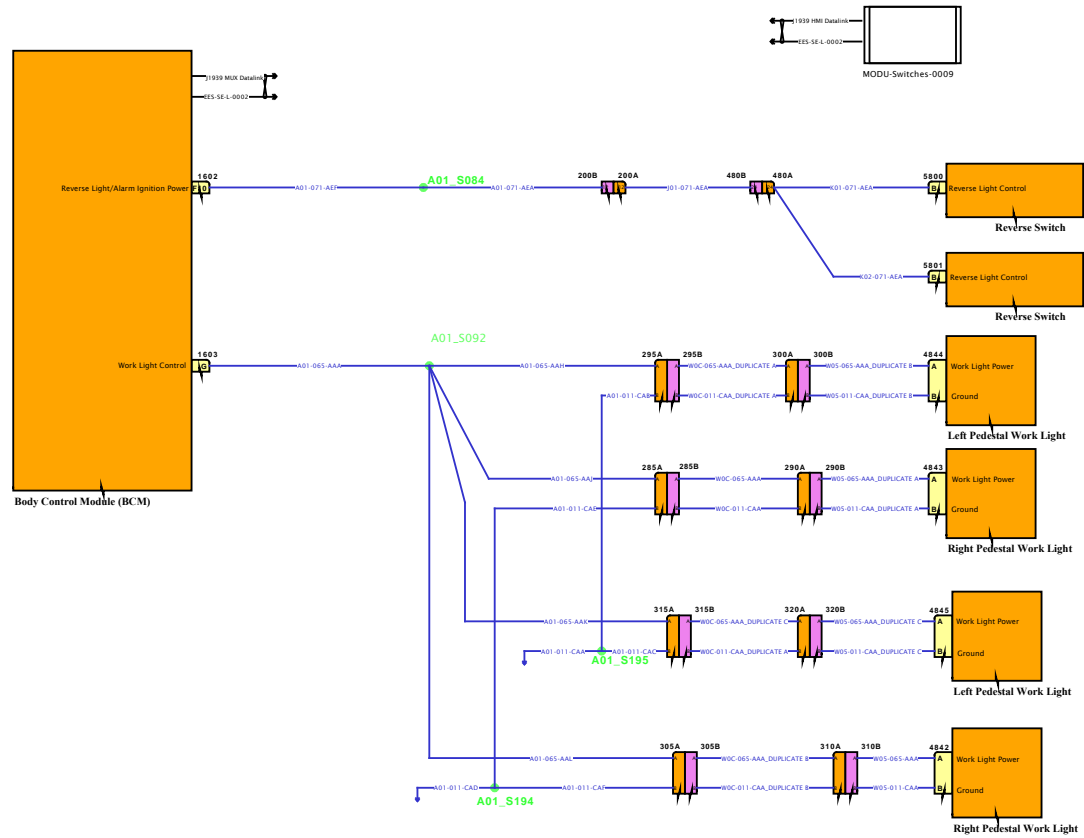 J1939 HMI Datalink
EES-SE-L-0002
MODU-Switches-0009
J1939 MUX Datalink
EES-SE-L-0002
1602
Reverse Light/Alarm Ignition Power
A01-071-AEF
A01_S084
A01-071-AEA
200B 200A
J01-071-AEA
480B 480A
K01-071-AEA
5800
B
Reverse Light Control
Reverse Switch
K02-071-AEA
5801
B
Reverse Light Control
Reverse Switch
1603
Work Light Control
G
A01-065-AAA
A01_S092
A01-065-AAH
295A 295B
W0C-065-AAA_DUPLICATE A
300A 300B
W05-065-AAA_DUPLICATE B
4844
A
Work Light Power
A01-011-CAB
W0C-011-CAA_DUPLICATE A
W05-011-CAA_DUPLICATE B
B
Ground
Left Pedestal Work Light
A01-065-AAJ
285A 285B
W0C-065-AAA
290A 290B
W05-065-AAA_DUPLICATE A
4843
A
Work Light Power
A01-011-CAE
W0C-011-CAA
W05-011-CAA_DUPLICATE A
B
Ground
Right Pedestal Work Light
Body Control Module (BCM)
A01-065-AAK
315A 315B
W0C-065-AAA_DUPLICATE C
320A 320B
W05-065-AAA_DUPLICATE C
4845
A
Work Light Power
A01-011-CAA
A01-011-CAC
A01_S195
W0C-011-CAA_DUPLICATE A
W05-011-CAA_DUPLICATE C
B
Ground
Left Pedestal Work Light
A01-065-AAL
305A 305B
W0C-065-AAA_DUPLICATE B
310A 310B
W05-065-AAA
4842
A
Work Light Power
A01-011-CAD
A01_S194
A01-011-CAF
W0C-011-CAA_DUPLICATE B
W05-011-CAA
B
Ground
Right Pedestal Work Light